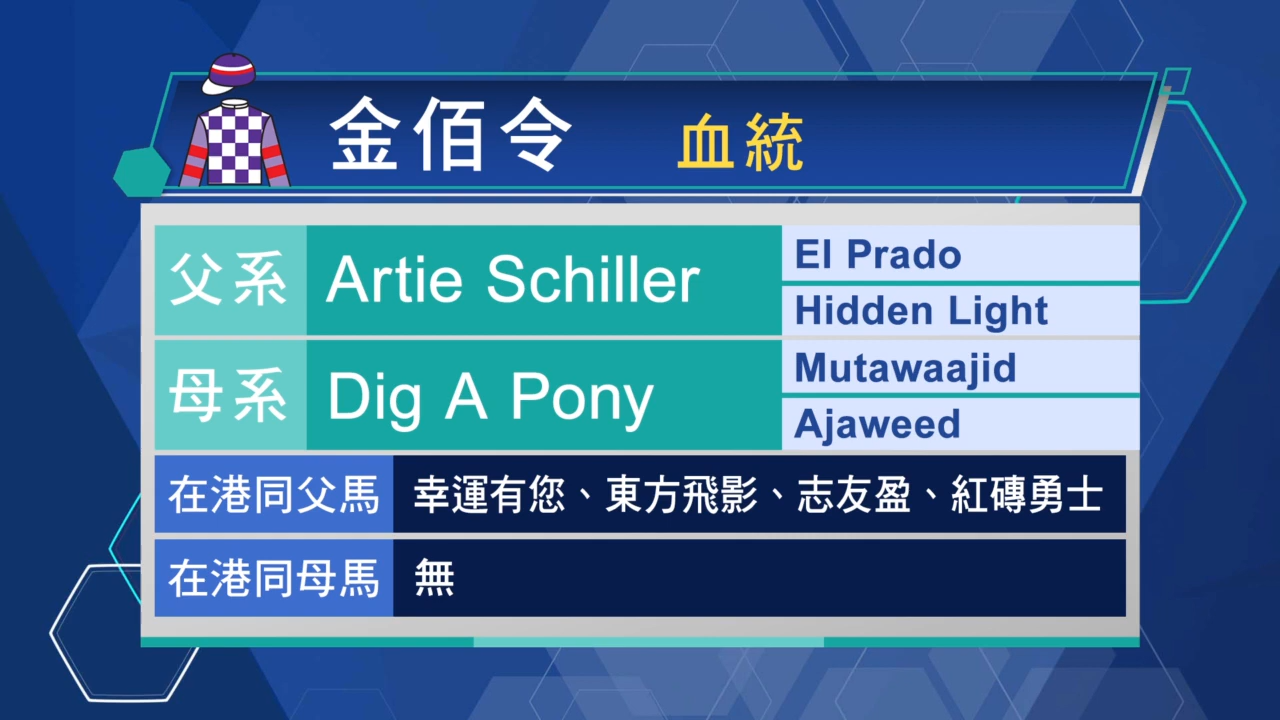 金佰令 血統
父系 Artie Schiller
El Prado
Hidden Light
母系 Dig A Pony
Mutawaajid
Ajaweed
在港同父馬 幸運有您、東方飛影、志友盈、紅磚勇士
在港同母馬 無